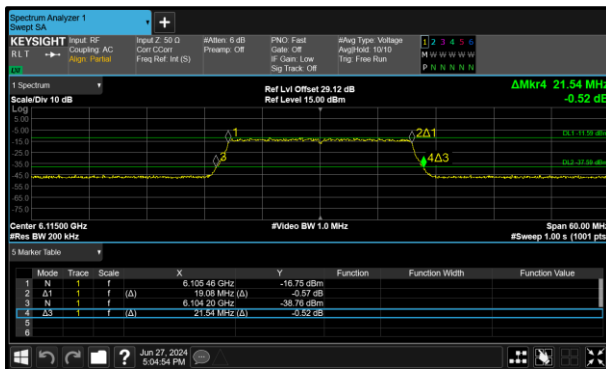 Spectrum Analyzer 1
Swept SA
KEYSIGHT Input: RF Input Z: 50 Ω #Atten: 6 dB PNO: Fast #Avg Type: Voltage 1 2 3 4 5 6
RLT Coupling: AC Corr CCorr Preamp: Off Gate: Off Avg|Hold: 10/10 M W W W W W
Align: Partial Freq Ref: Int (S) IF Gain: Low Trig: Free Run
Sig Track: Off P N N N N N
1 Spectrum Ref Lvl Offset 29.12 dB ΔMkr4 21.54 MHz
Scale/Div 10 dB Ref Level 15.00 dBm -0.52 dB
Log
5.00
-5.00 1 2Δ1 DL1 -11.59 dBm
-15.0
-25.0
-35.0 3 4Δ3 DL2 -37.59 dBm
-45.0
-55.0
-65.0
-75.0
Center 6.11500 GHz #Video BW 1.0 MHz Span 60.00 MHz
#Res BW 200 kHz #Sweep 1.00 s (1001 pts)
5 Marker Table
Mode Trace Scale X Y Function Function Width Function Value
1 N 1 f 6.105 46 GHz -16.75 dBm
2 Δ1 1 f (Δ) 19.08 MHz (Δ) -0.57 dB
3 N 1 f 6.104 20 GHz -38.76 dBm
4 Δ3 1 f (Δ) 21.54 MHz (Δ) -0.52 dB
5
6
? Jun 27, 2024
5:04:54 PM